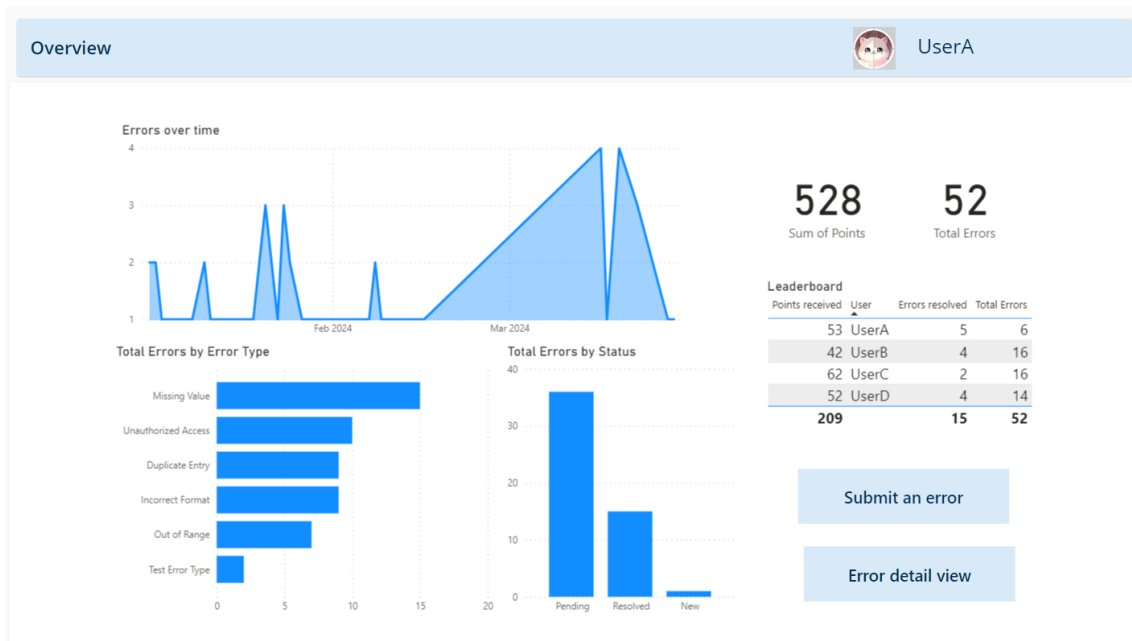 Overview
UserA
Errors over time
4
3
2
1
Feb 2024
Mar 2024
528
Sum of Points
52
Total Errors
Leaderboard
Points received User Errors resolved Total Errors
53 UserA 5 6
42 UserB 4 16
62 UserC 2 16
52 UserD 4 14
209 15 52
Total Errors by Error Type
Missing Value
Unauthorized Access
Duplicate Entry
Incorrect Format
Out of Range
Test Error Type
0 5 10 15 20
Total Errors by Status
40
30
20
10
0
Pending Resolved New
Submit an error
Error detail view